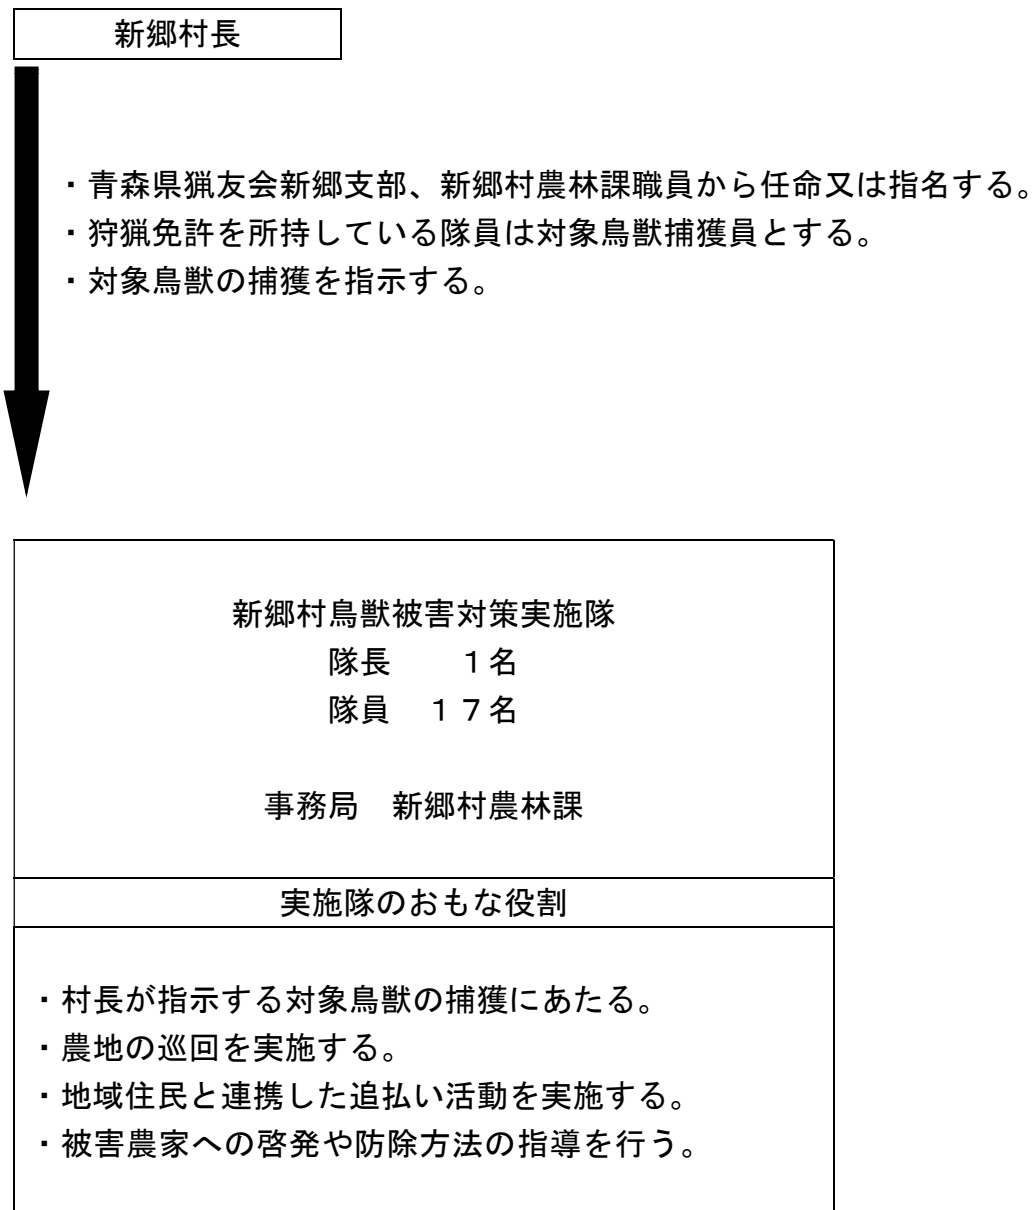 新郷村長
・青森県猟友会新郷支部、新郷村農林課職員から任命又は指名する。
・狩猟免許を所持している隊員は対象鳥獣捕獲員とする。
・対象鳥獣の捕獲を指示する。
新郷村鳥獣被害対策実施隊
隊長　　１名
隊員　１７名
事務局　新郷村農林課
実施隊のおもな役割
・村長が指示する対象鳥獣の捕獲にあたる。
・農地の巡回を実施する。
・地域住民と連携した追払い活動を実施する。
・被害農家への啓発や防除方法の指導を行う。